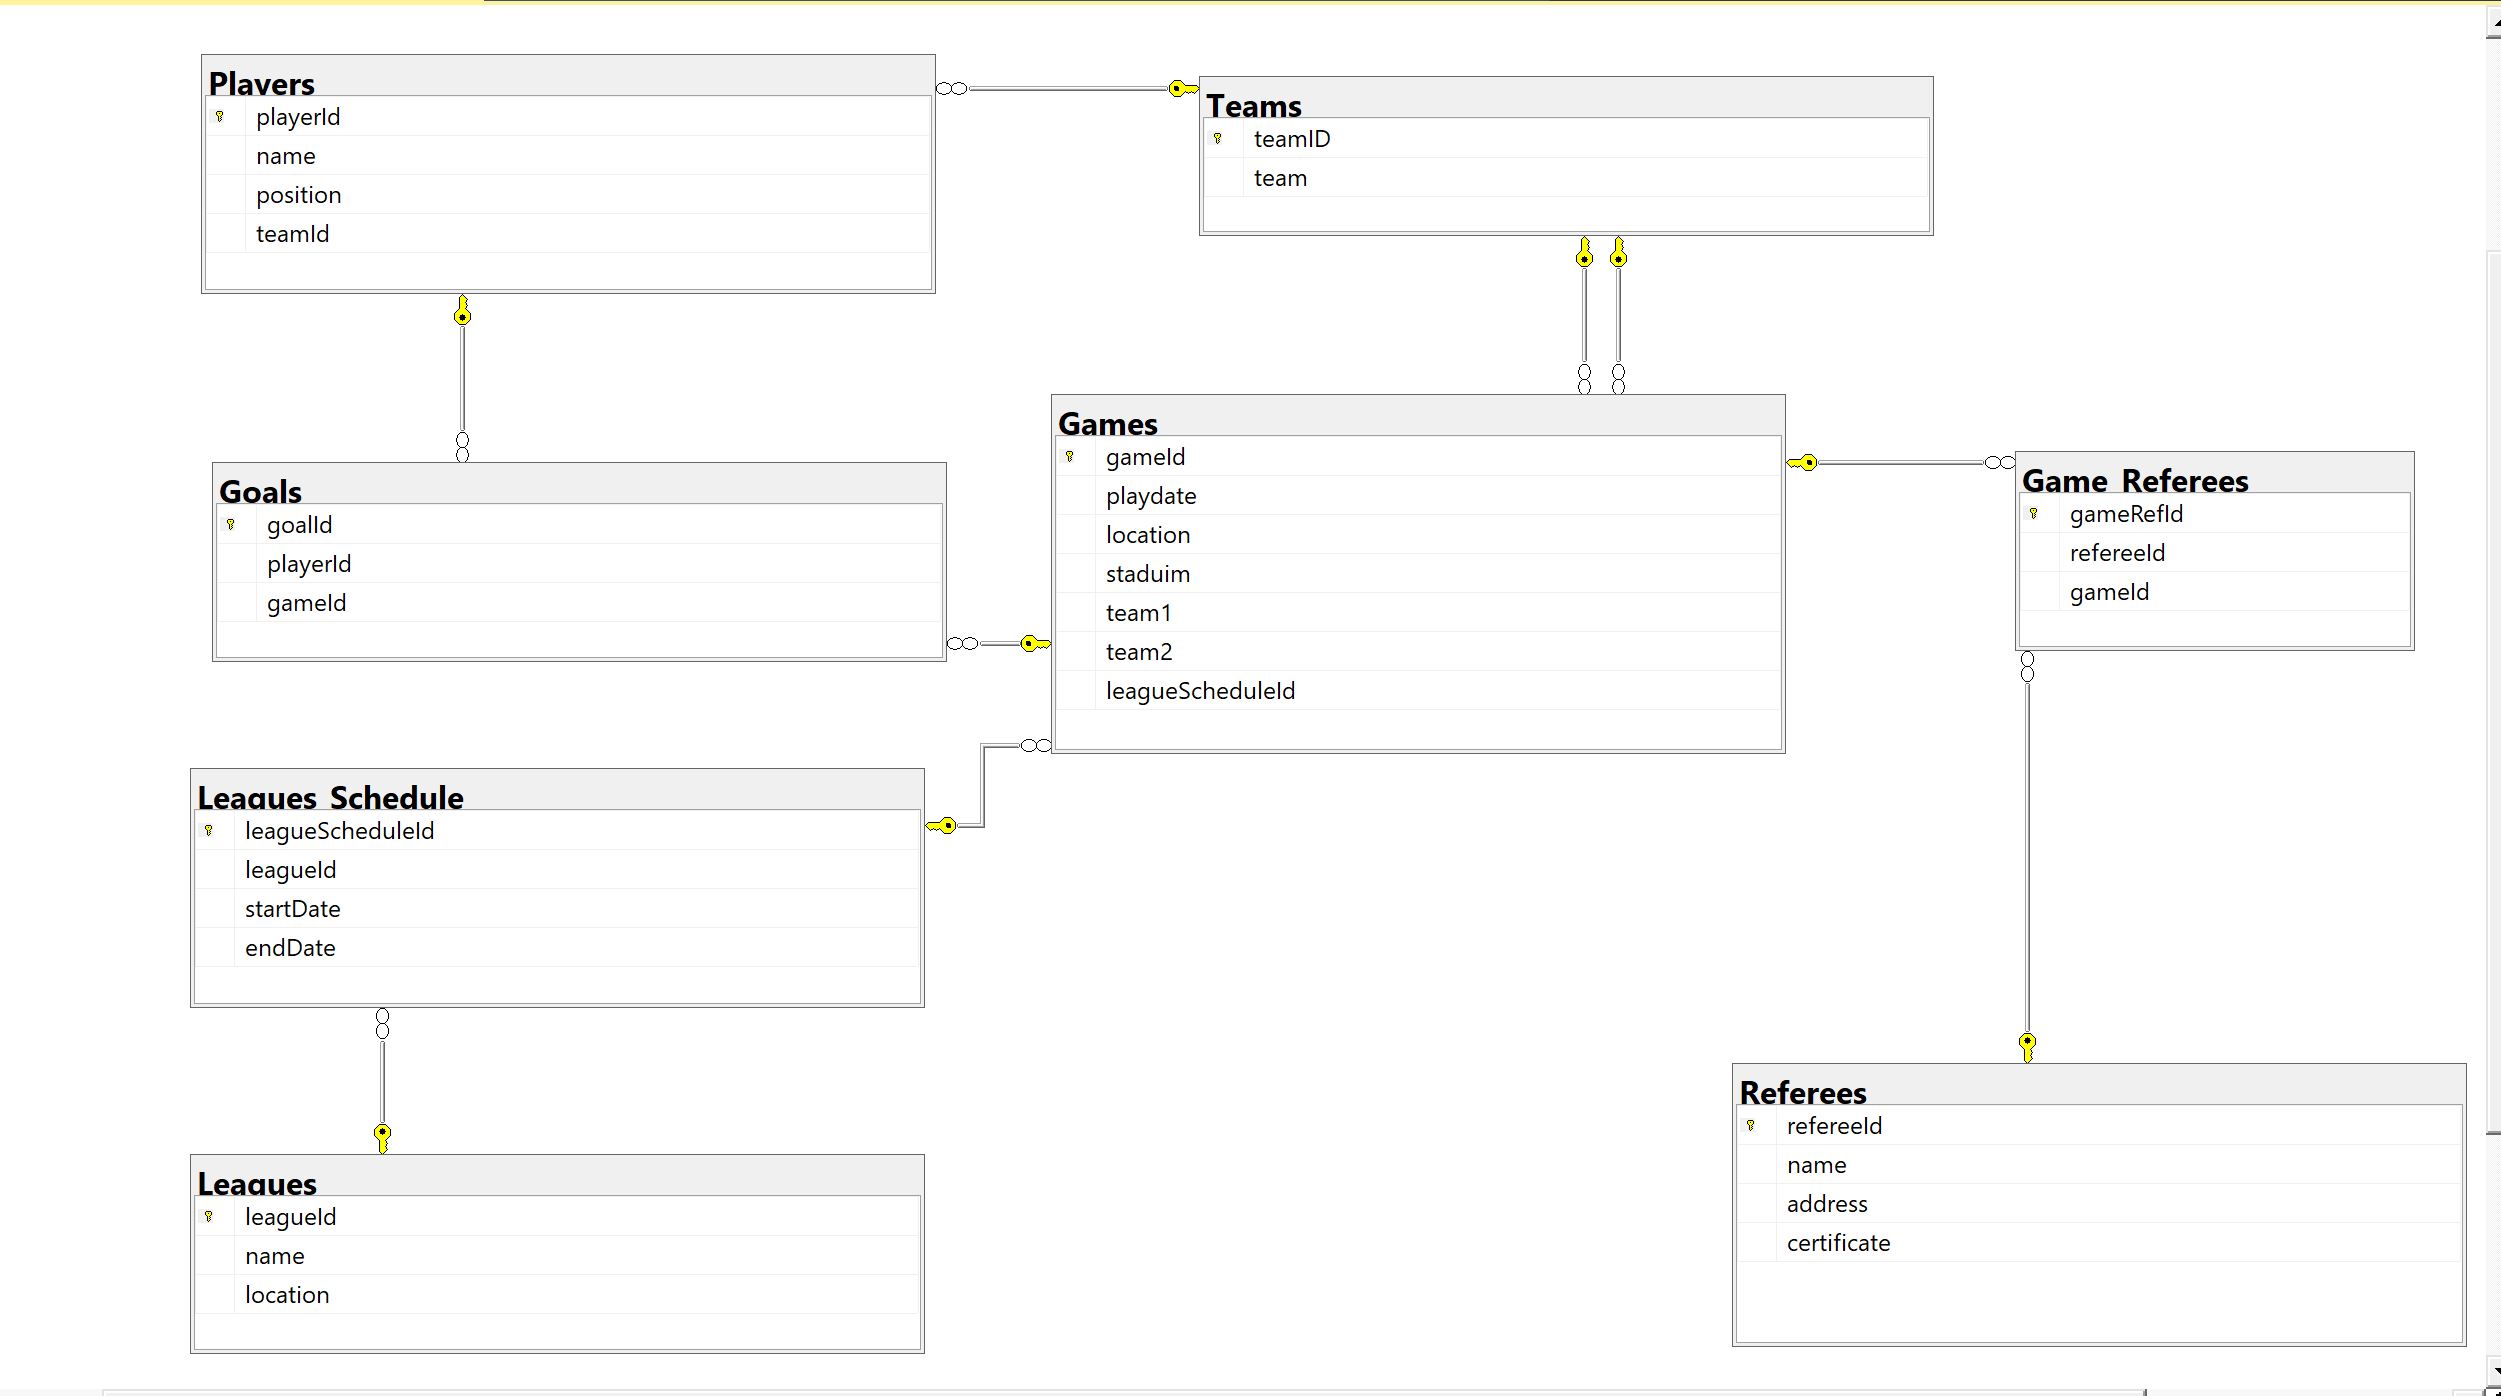 Players
playerId
name
position
teamId
Teams
teamID
team
Goals
goalId
playerId
gameId
Games
gameId
playdate
location
staduim
team1
team2
leagueScheduleId
Game_Referees
gameRefId
refereeId
gameId
Leagues_Schedule
leagueScheduleId
leagueId
startDate
endDate
Leagues
leagueId
name
location
Referees
refereeId
name
address
certificate